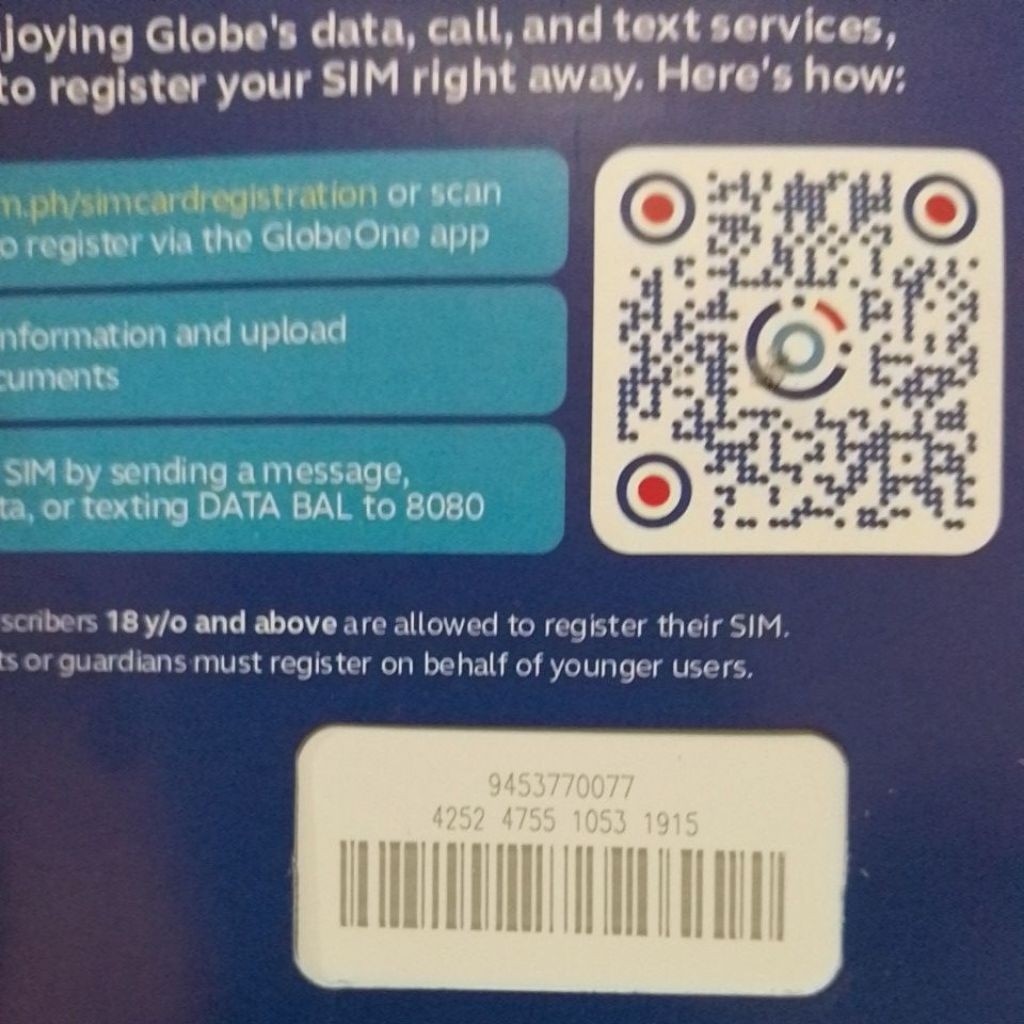 joying Globe's data, call, and text services,
to register your SIM right away. Here's how:
m.ph/simcardregistration or scan
o register via the GlobeOne app
nformation and upload
cuments
SIM by sending a message,
ta, or texting DATA BAL to 8080
scribers 18 y/o and above are allowed to register their SIM.
ts or guardians must register on behalf of younger users.
9453770077
4252 4755 1053 1915